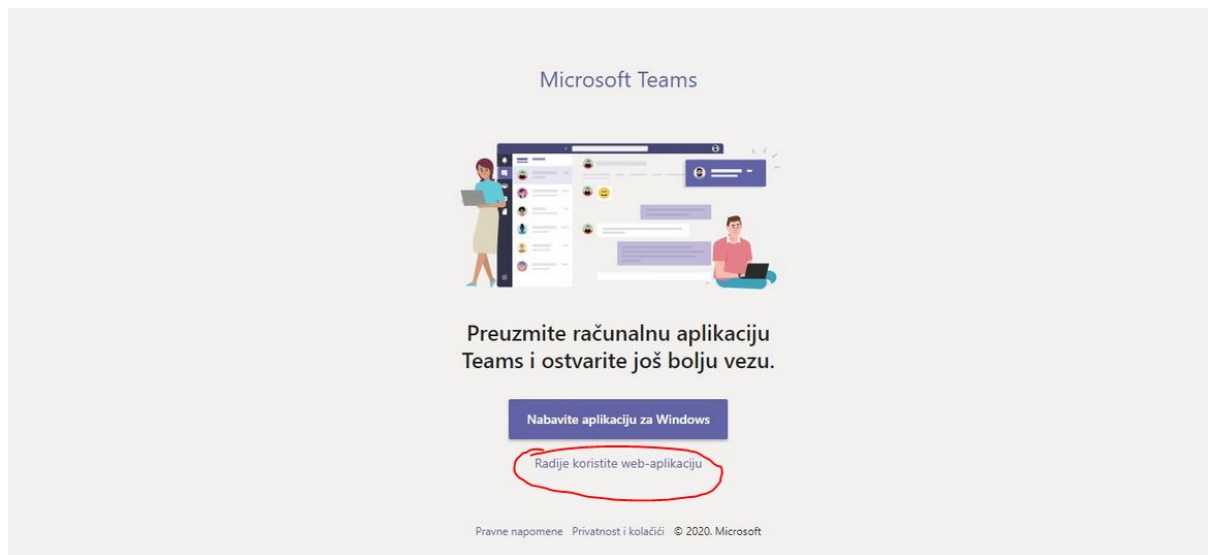 Microsoft Teams
Preuzmite računalnu aplikaciju
Teams i ostvarite još bolju vezu.
Nabavite aplikaciju za Windows
Radije koristite web-aplikaciju
Pravne napomene Privatnost i kolačići © 2020. Microsoft